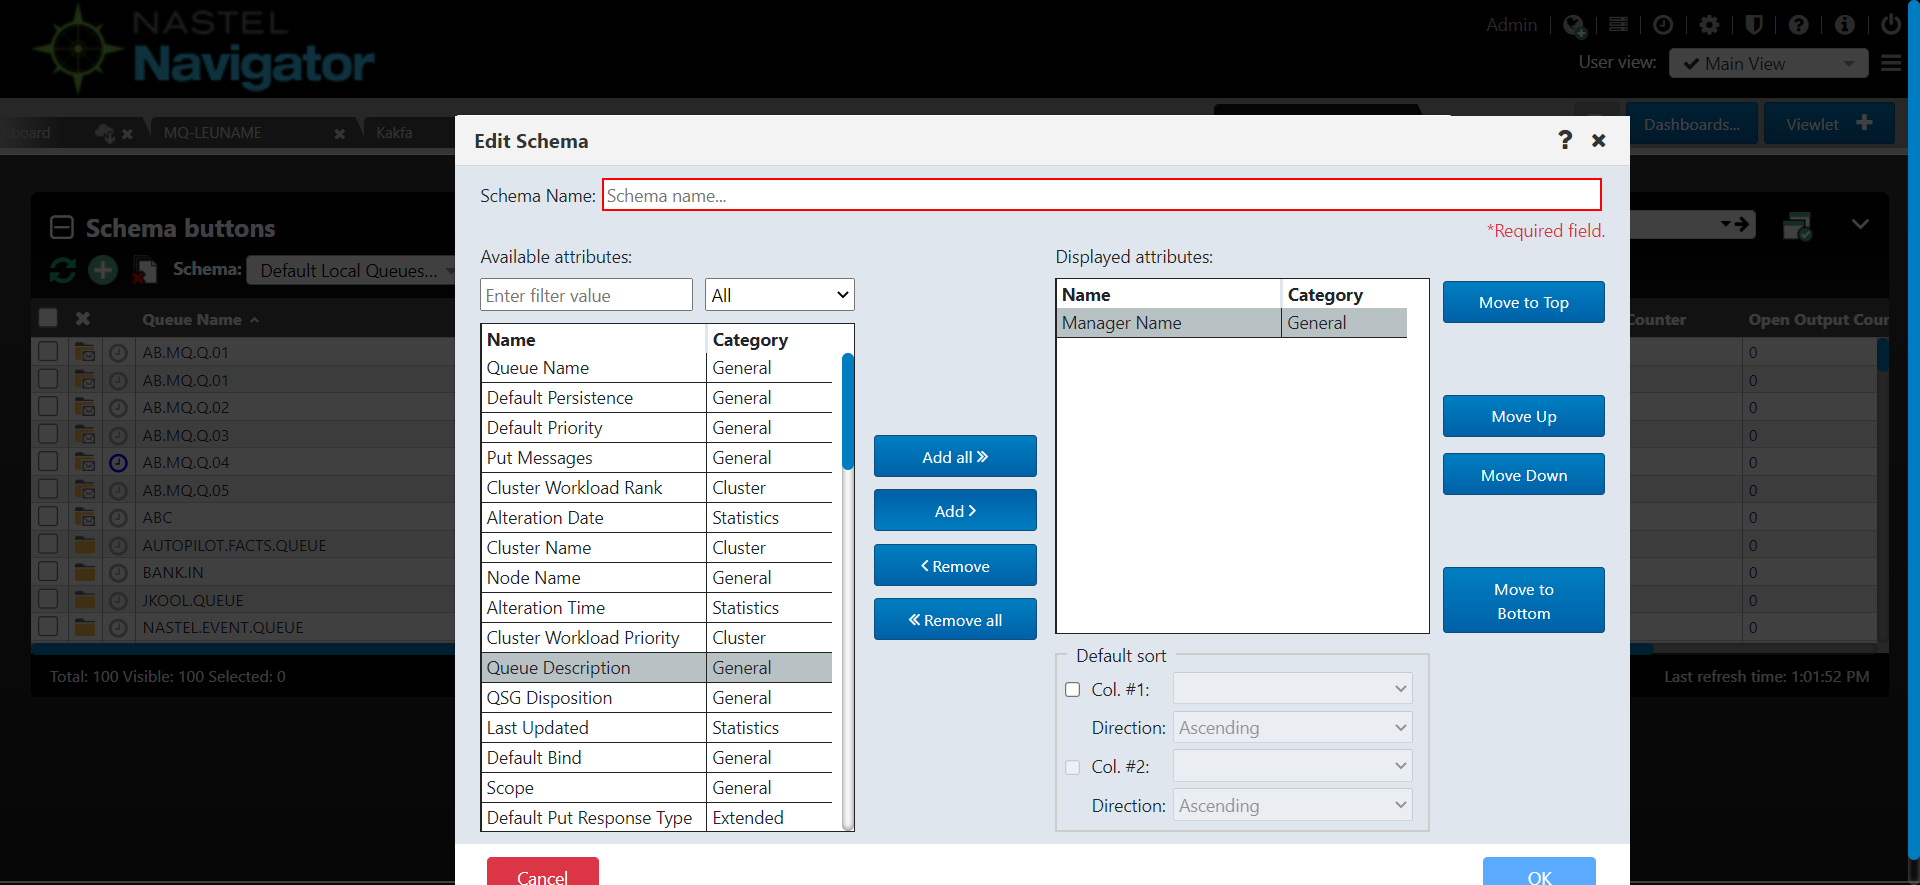 NASTEL
Navigator
Admin
User view: Main View
board
MQ-LEUNAME
Kakfa
Dashboards...
Viewlet
Edit Schema
Schema Name: Schema name...
*Required field.
Schema buttons
Schema: Default Local Queues...
Available attributes:
Enter filter value
All
Displayed attributes:
Name Category
Manager Name General
Move to Top
Move Up
Move Down
Move to
Bottom
Add all
Add
Remove
Remove all
Name Category
Queue Name General
Default Persistence General
Default Priority General
Put Messages General
Cluster Workload Rank Cluster
Alteration Date Statistics
Cluster Name Cluster
Node Name General
Alteration Time Statistics
Cluster Workload Priority Cluster
Queue Description General
QSG Disposition General
Last Updated Statistics
Default Bind General
Scope General
Default Put Response Type Extended
Default sort
Col. #1:
Direction: Ascending
Col. #2:
Direction: Ascending
Cancel
OK
Queue Name
Counter
Open Output Cour
AB.MQ.Q.01 0
AB.MQ.Q.01 0
AB.MQ.Q.02 0
AB.MQ.Q.03 0
AB.MQ.Q.04 0
AB.MQ.Q.05 0
ABC 0
AUTOPILOT.FACTS.QUEUE 0
BANK.IN 0
JKOOL.QUEUE 0
NASTEL.EVENT.QUEUE 0
Total: 100 Visible: 100 Selected: 0
Last refresh time: 1:01:52 PM